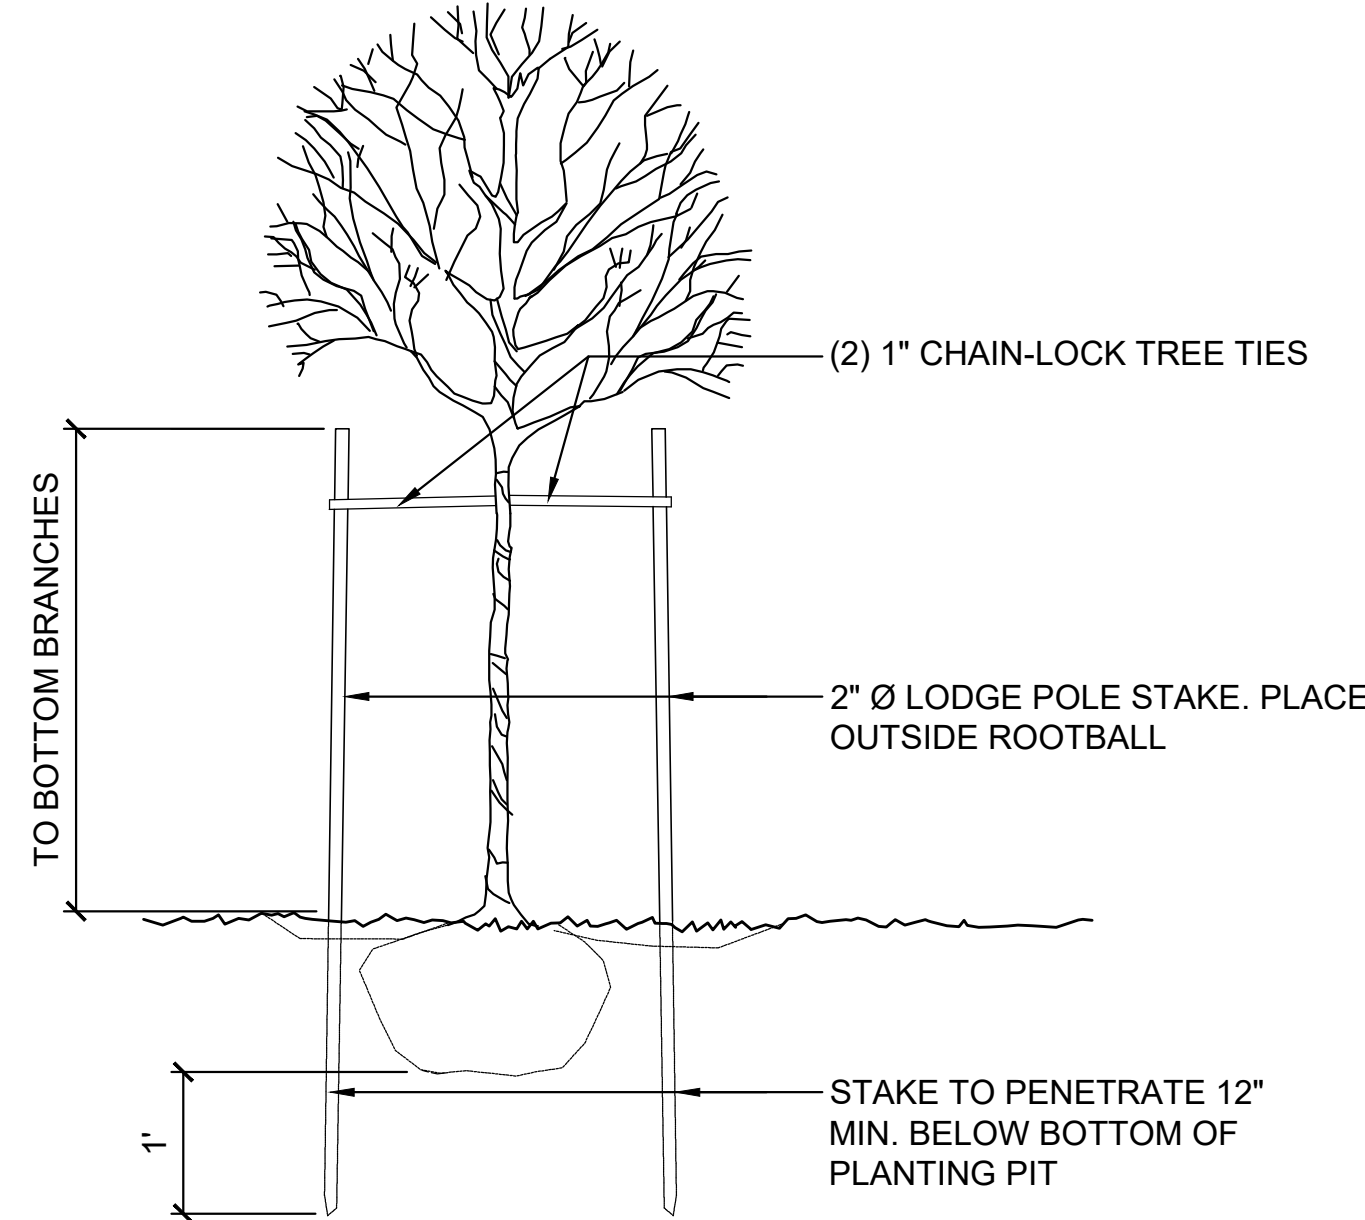 (2) 1" CHAIN-LOCK TREE TIES
TO BOTTOM BRANCHES
2" Ø LODGE POLE STAKE. PLACE
OUTSIDE ROOTBALL
1'
STAKE TO PENETRATE 12"
MIN. BELOW BOTTOM OF
PLANTING PIT